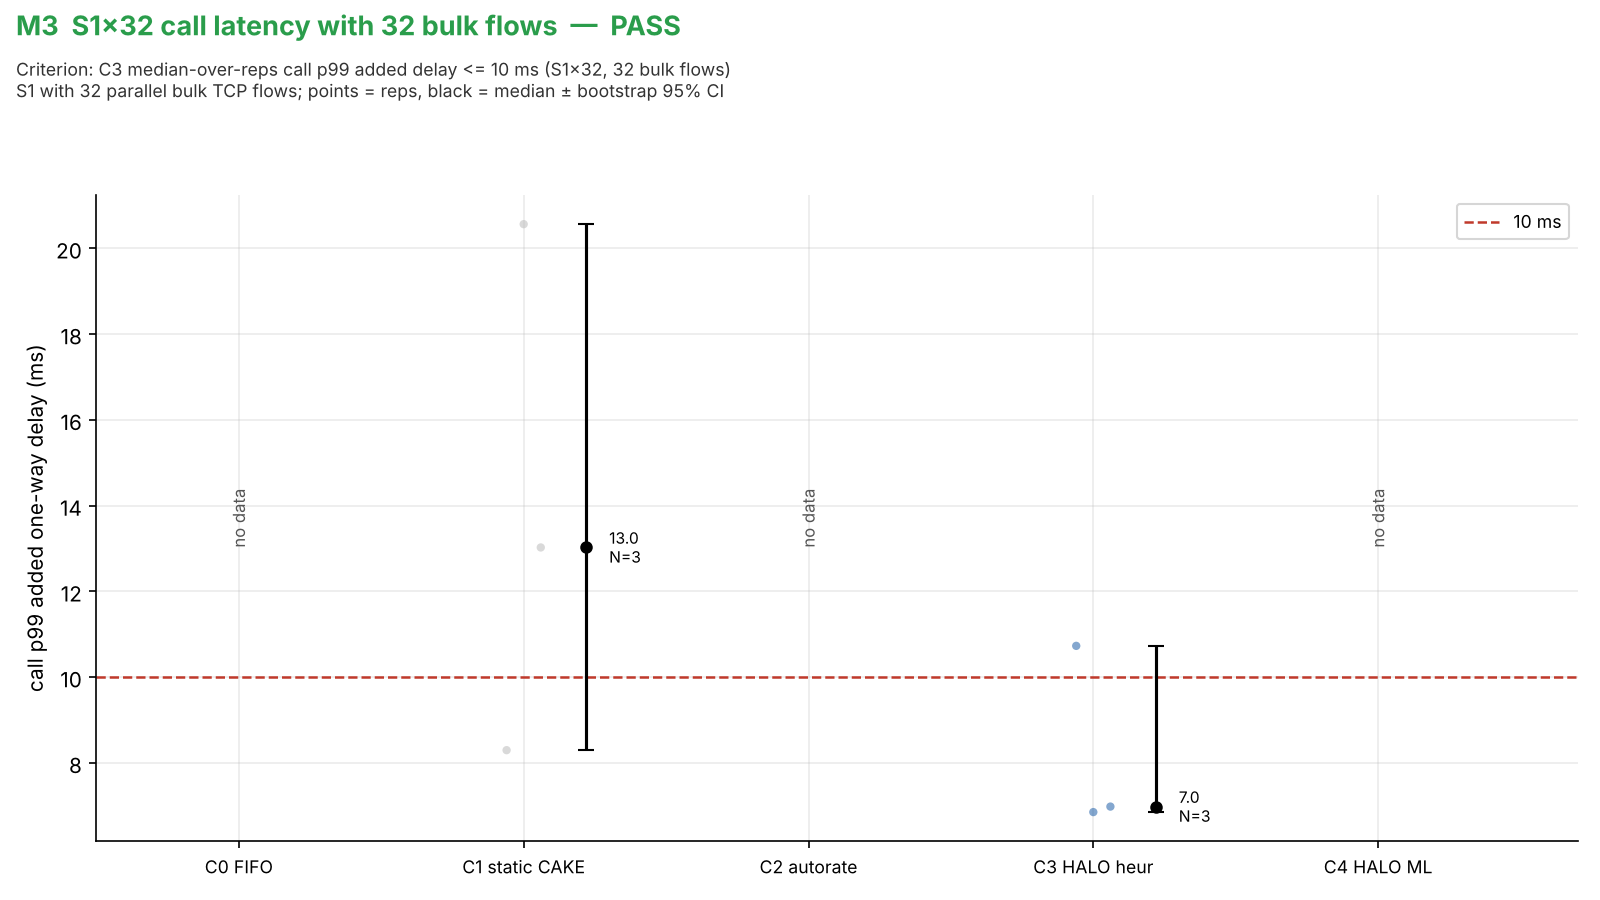 M3  S1×32 call latency with 32 bulk flows — PASS
Criterion: C3 median-over-reps call p99 added delay <= 10 ms (S1×32, 32 bulk flows)
S1 with 32 parallel bulk TCP flows; points = reps, black = median ± bootstrap 95% CI
10 ms
call p99 added one-way delay (ms)
20
18
16
14
12
10
8
no data
13.0
N=3
no data
7.0
N=3
no data
C0 FIFO
C1 static CAKE
C2 autorate
C3 HALO heur
C4 HALO ML